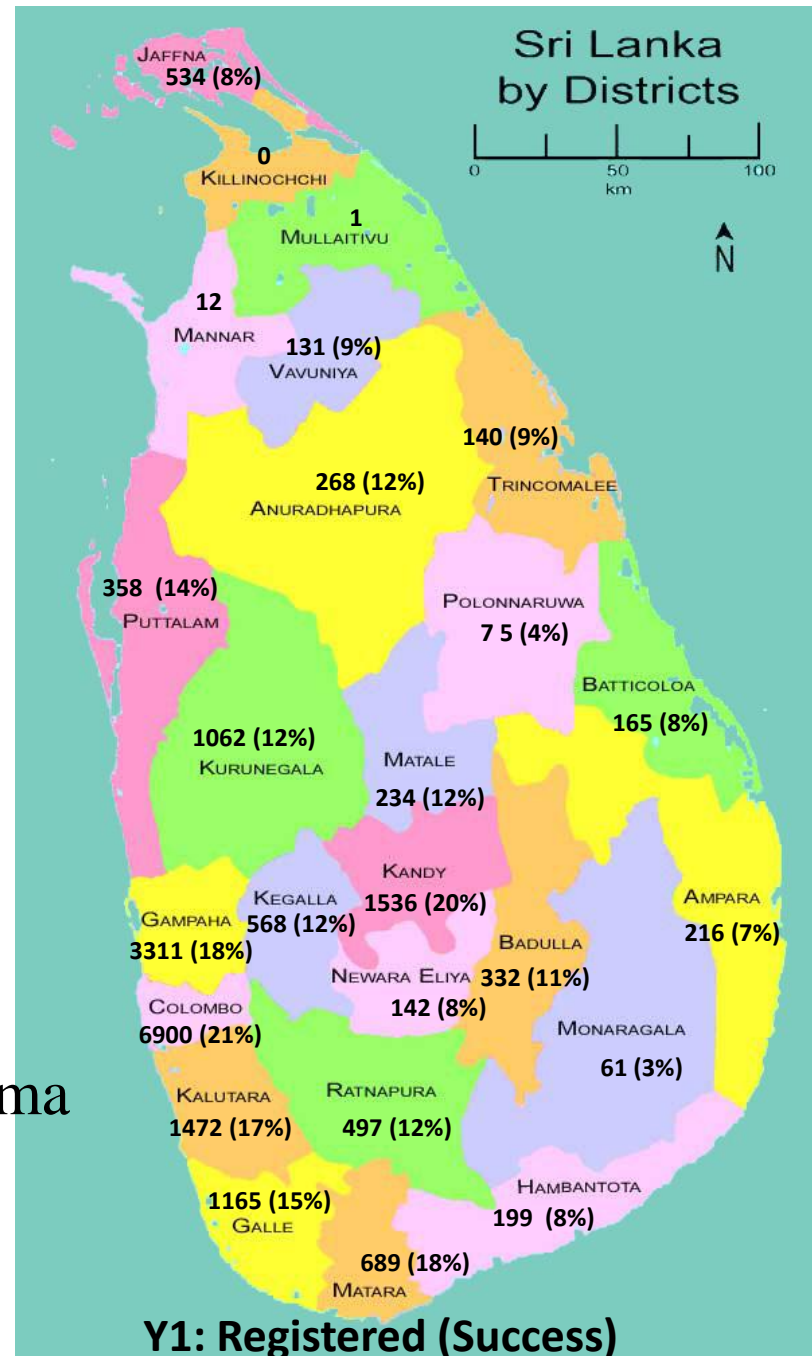 Sri Lanka
by Districts
0 50 100
km
N
JAFFNA
534 (8%)
0
KILLINOCHCHI
1
MULLAITIVU
12
MANNAR
131 (9%)
VAVUNIYA
140 (9%)
TRINCOMALEE
268 (12%)
ANURADHAPURA
358 (14%)
PUTTALAM
POLONNARUWA
7 5 (4%)
BATTICOLOA
165 (8%)
1062 (12%)
KURUNEGALA
MATALE
234 (12%)
KANDY
1536 (20%)
KEGALLA
568 (12%)
AMPARA
216 (7%)
GAMPAHA
3311 (18%)
BADULLA
332 (11%)
NEWARA ELIYA
142 (8%)
COLOMBO
6900 (21%)
MONARAGALA
61 (3%)
ma
KALUTARA
1472 (17%)
RATNAPURA
497 (12%)
HAMBANTOTA
199 (8%)
1165 (15%)
GALLE
689 (18%)
MATARA
Y1: Registered (Success)